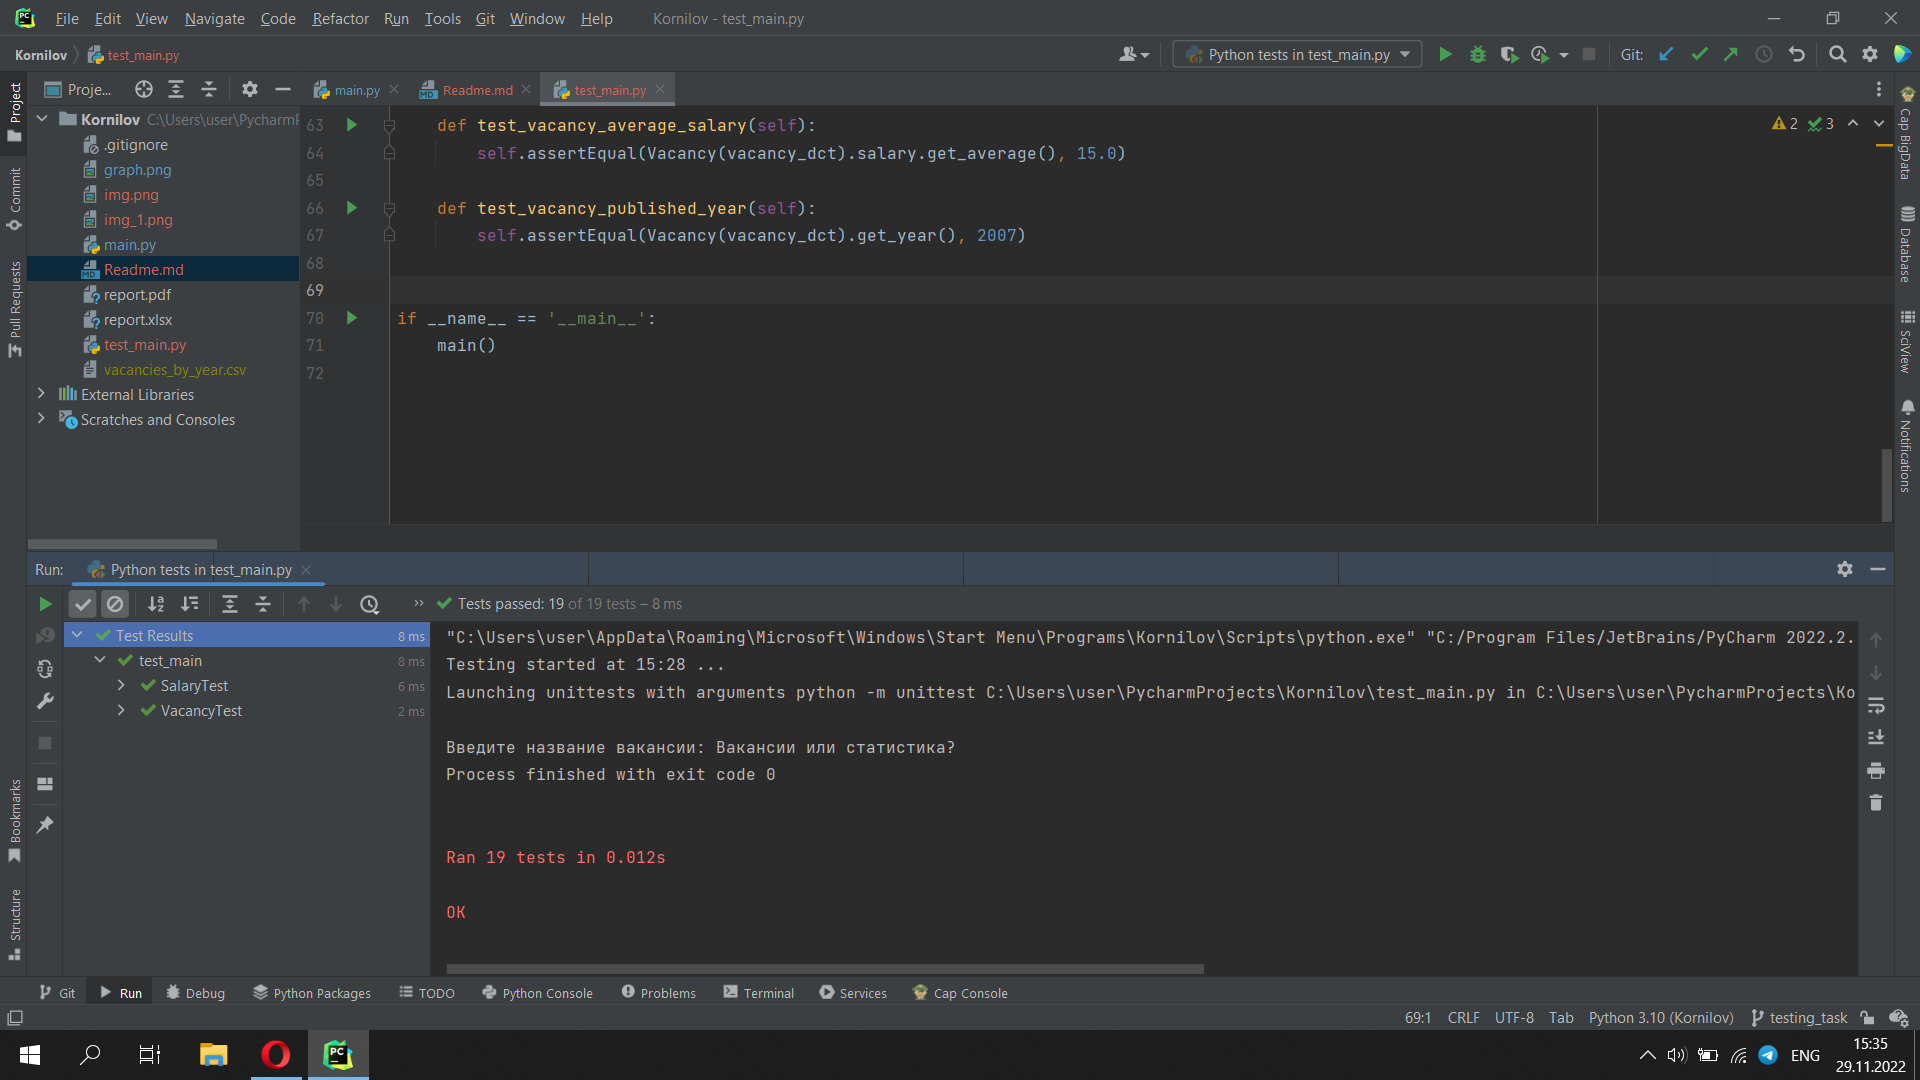 File Edit View Navigate Code Refactor Run Tools Git Window Help Kornilov - test_main.py
Kornilov test_main.py Python tests in test_main.py Git:
Proje... main.py Readme.md test_main.py
Project
Commit
Pull Requests
Bookmarks
Structure
Kornilov C:\Users\user\PycharmP
.gitignore
graph.png
img.png
img_1.png
main.py
Readme.md
report.pdf
report.xlsx
test_main.py
vacancies_by_year.csv
External Libraries
Scratches and Consoles
63 def test_vacancy_average_salary(self):
64 self.assertEqual(Vacancy(vacancy_dct).salary.get_average(), 15.0)
65
66 def test_vacancy_published_year(self):
67 self.assertEqual(Vacancy(vacancy_dct).get_year(), 2007)
68
69
70 if __name__ == '__main__':
71 main()
72
2 3
Cap BigData
Database
SciView
Notifications
Run: Python tests in test_main.py
Tests passed: 19 of 19 tests – 8 ms
Test Results 8 ms
test_main 8 ms
SalaryTest 6 ms
VacancyTest 2 ms
"C:\Users\user\AppData\Roaming\Microsoft\Windows\Start Menu\Programs\Kornilov\Scripts\python.exe" "C:/Program Files/JetBrains/PyCharm 2022.2.
Testing started at 15:28 ...
Launching unittests with arguments python -m unittest C:\Users\user\PycharmProjects\Kornilov\test_main.py in C:\Users\user\PycharmProjects\Ko
Введите название вакансии: Вакансии или статистика?
Process finished with exit code 0
Ran 19 tests in 0.012s
OK
Git Run Debug Python Packages TODO Python Console Problems Terminal Services Cap Console
69:1 CRLF UTF-8 Tab Python 3.10 (Kornilov) testing_task
ENG
15:35
29.11.2022